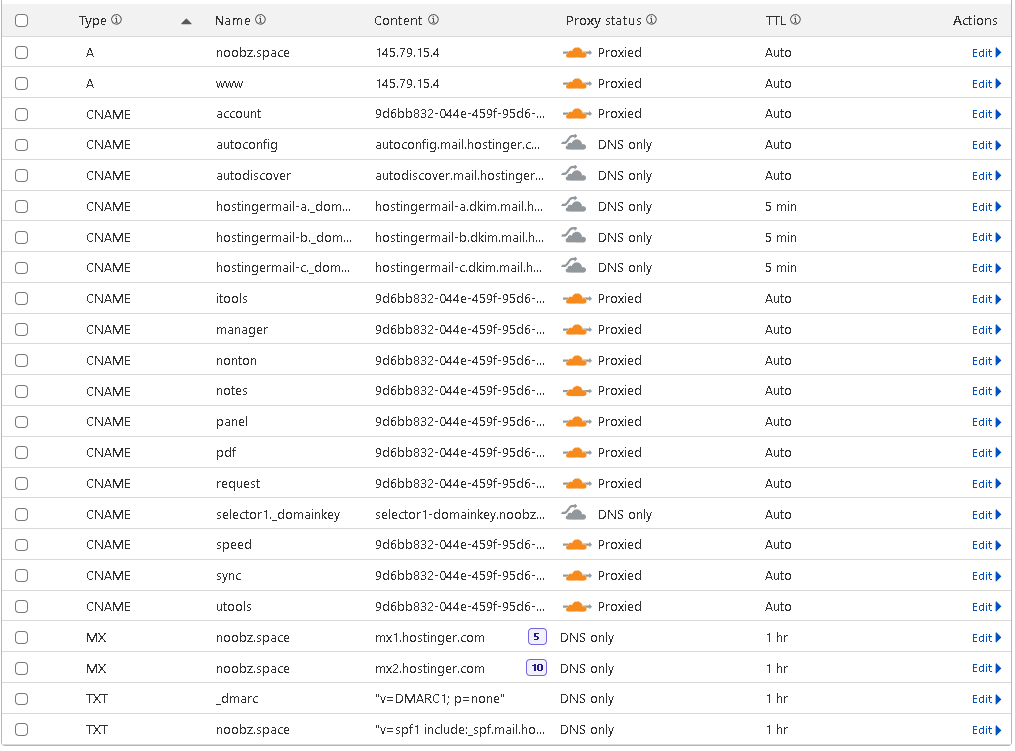 Type Name Content Proxy status TTL Actions
A noobz.space 145.79.15.4 Proxied Auto Edit
A www 145.79.15.4 Proxied Auto Edit
CNAME account 9d6bb832-044e-459f-95d6-... Proxied Auto Edit
CNAME autoconfig autoconfig.mail.hostinger.c... DNS only Auto Edit
CNAME autodiscover autodiscover.mail.hostinger... DNS only Auto Edit
CNAME hostingermail-a._dom... hostingermail-a.dkim.mail.h... DNS only 5 min Edit
CNAME hostingermail-b._dom... hostingermail-b.dkim.mail.h... DNS only 5 min Edit
CNAME hostingermail-c._dom... hostingermail-c.dkim.mail.h... DNS only 5 min Edit
CNAME itools 9d6bb832-044e-459f-95d6-... Proxied Auto Edit
CNAME manager 9d6bb832-044e-459f-95d6-... Proxied Auto Edit
CNAME nonton 9d6bb832-044e-459f-95d6-... Proxied Auto Edit
CNAME notes 9d6bb832-044e-459f-95d6-... Proxied Auto Edit
CNAME panel 9d6bb832-044e-459f-95d6-... Proxied Auto Edit
CNAME pdf 9d6bb832-044e-459f-95d6-... Proxied Auto Edit
CNAME request 9d6bb832-044e-459f-95d6-... Proxied Auto Edit
CNAME selector1._domainkey selector1-domainkey.noobz... DNS only Auto Edit
CNAME speed 9d6bb832-044e-459f-95d6-... Proxied Auto Edit
CNAME sync 9d6bb832-044e-459f-95d6-... Proxied Auto Edit
CNAME utools 9d6bb832-044e-459f-95d6-... Proxied Auto Edit
MX noobz.space mx1.hostinger.com 5 DNS only 1 hr Edit
MX noobz.space mx2.hostinger.com 10 DNS only 1 hr Edit
TXT _dmarc "v=DMARC1; p=none" DNS only 1 hr Edit
TXT noobz.space "v=spf1 include:_spf.mail.ho... DNS only 1 hr Edit